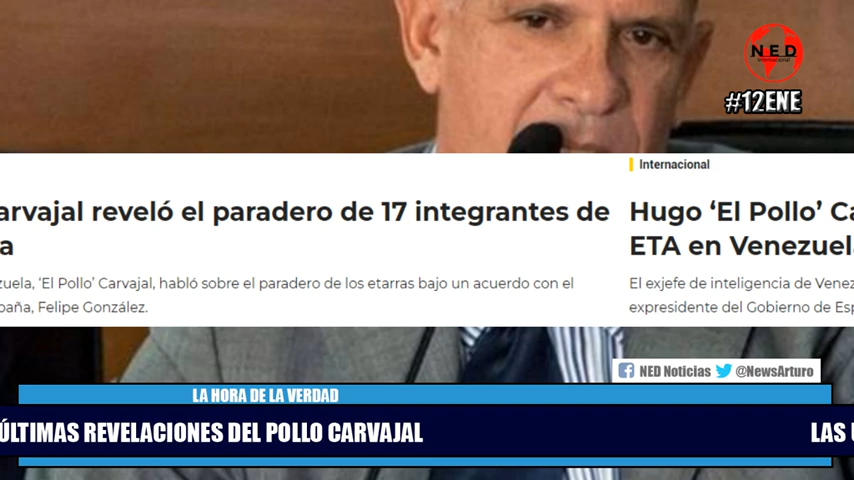 NED
Internacional
#12ENE
Internacional
arvajal reveló el paradero de 17 integrantes de
a
zuela, ‘El Pollo’ Carvajal, habló sobre el paradero de los etarras bajo un acuerdo con el
paña, Felipe González.
Hugo ‘El Pollo’ Ca
ETA en Venezuela
El exjefe de inteligencia de Venez
expresidente del Gobierno de Esp
NED Noticias @NewsArturo
LA HORA DE LA VERDAD
ÚLTIMAS REVELACIONES DEL POLLO CARVAJAL
LAS Ú